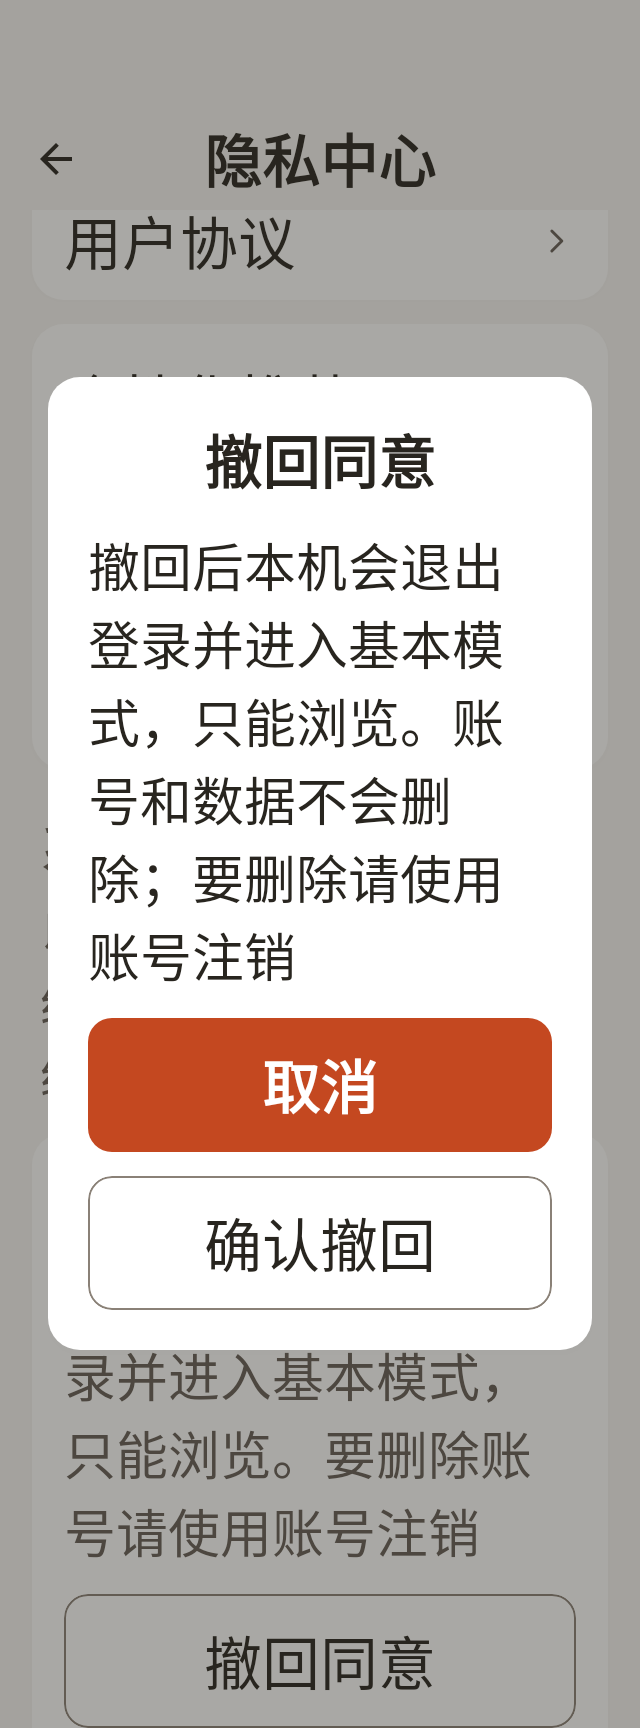 隐私中心
用户协议
撤回同意
撤回后本机会退出
登录并进入基本模
式，只能浏览。账
号和数据不会删
除；要删除请使用
账号注销
取消
确认撤回
录并进入基本模式，
只能浏览。要删除账
号请使用账号注销
撤回同意